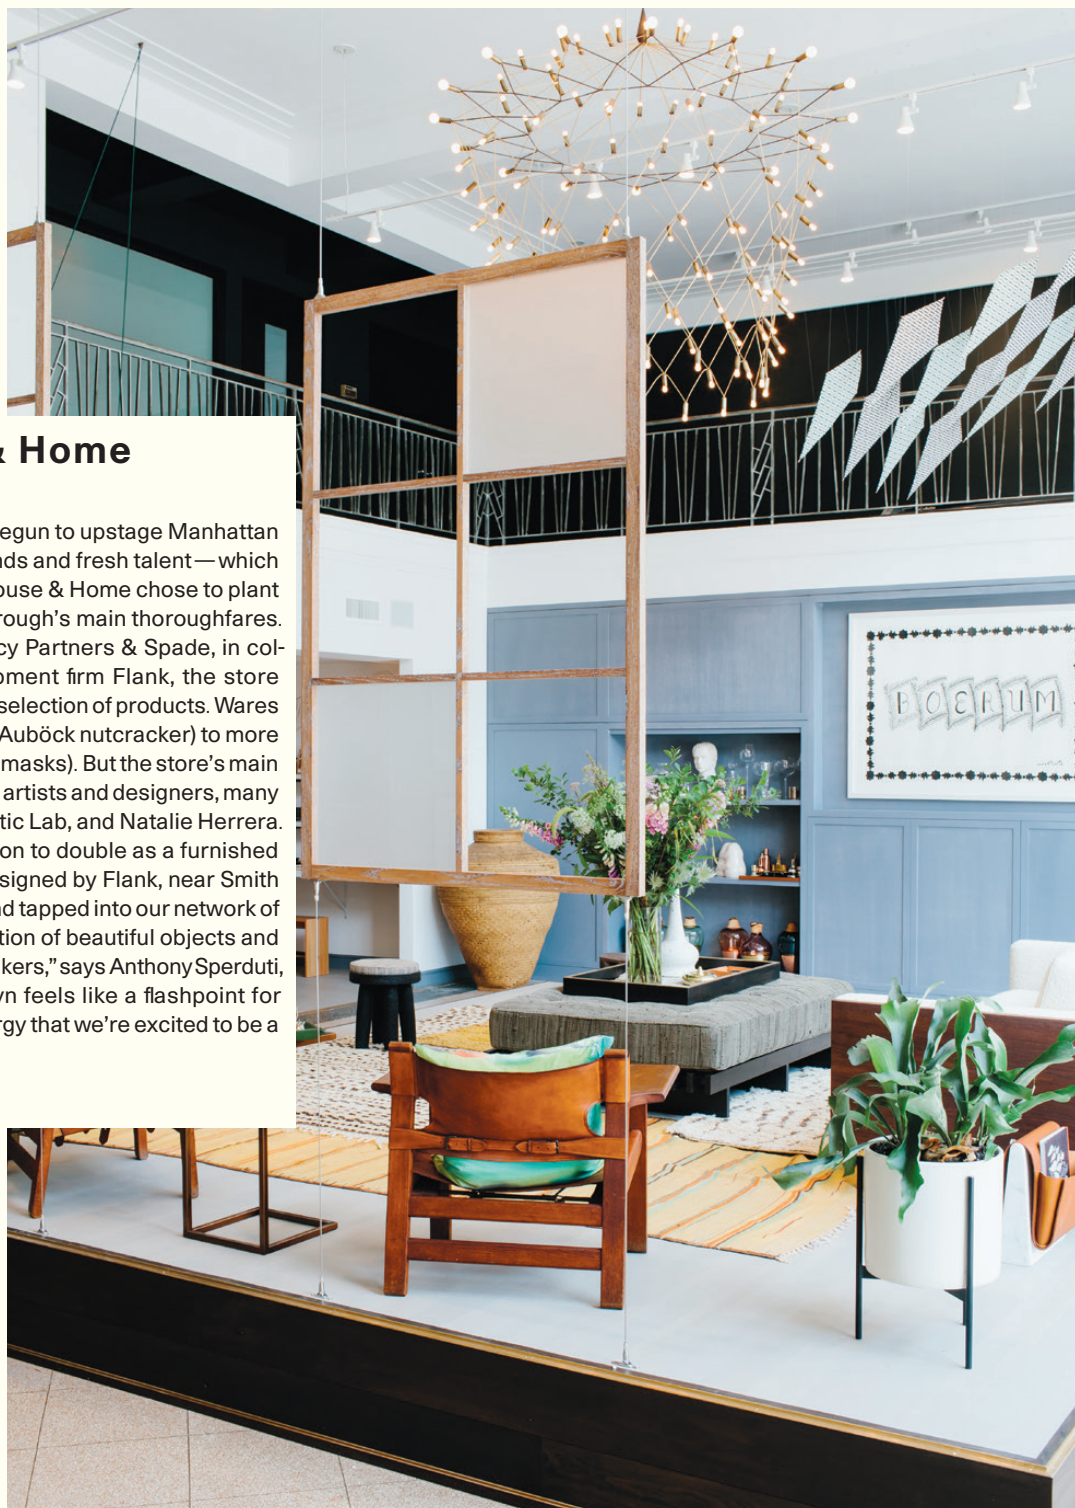 & Home
egun to upstage Manhattan
nds and fresh talent—which
ouse & Home chose to plant
rough's main thoroughfares.
cy Partners & Spade, in col-
pment firm Flank, the store
selection of products. Wares
Auböck nutcracker) to more
masks). But the store's main
artists and designers, many
tic Lab, and Natalie Herrera.
on to double as a furnished
signed by Flank, near Smith
nd tapped into our network of
tion of beautiful objects and
kers," says Anthony Sperduti,
yn feels like a flashpoint for
rgy that we're excited to be a
BOERUM